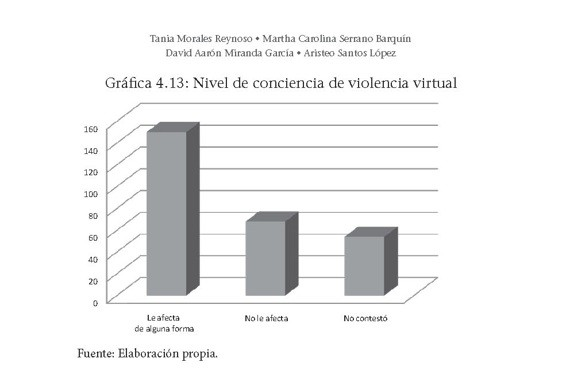 Tania Morales Reynoso • Martha Carolina Serrano Barquín
David Aarón Miranda García • Aristeo Santos López
Gráfica 4.13: Nivel de conciencia de violencia virtual
160
140
120
100
80
60
40
20
0
Le afecta
de alguna forma
No le afecta
No contestó
Fuente: Elaboración propia.